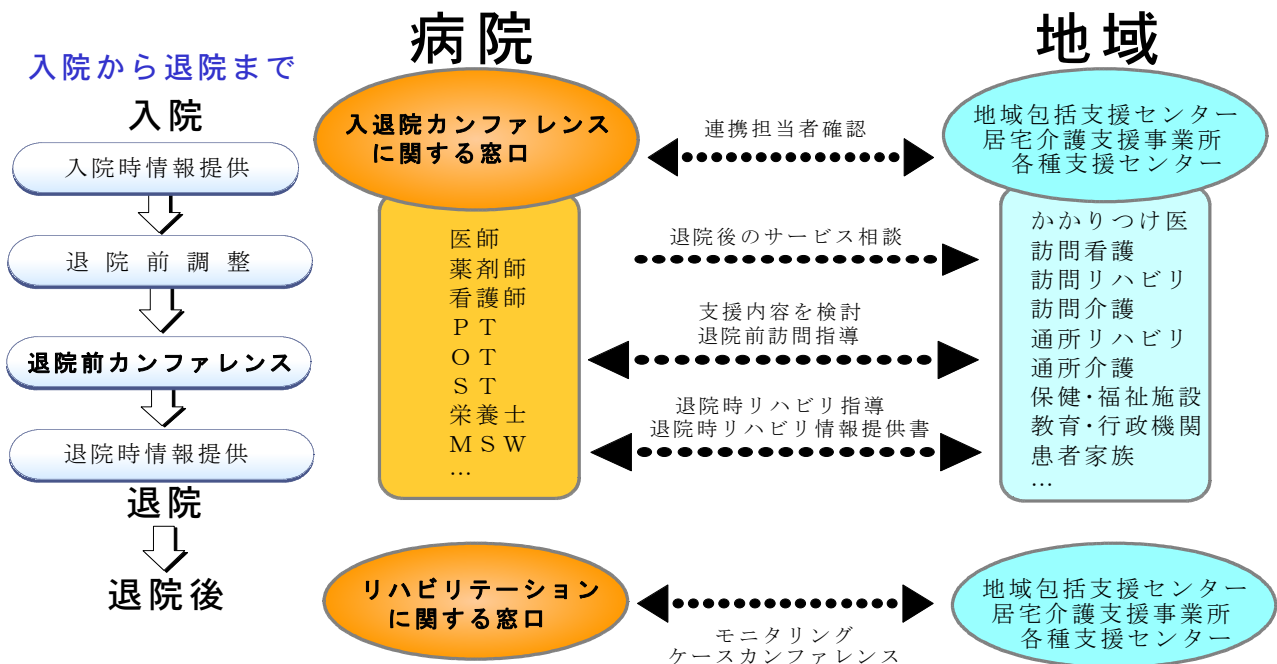 入院から退院まで
入院
入院時情報提供
退院前調整
退院前カンファレンス
退院時情報提供
退院
退院後
病院
入退院カンファレンス
に関する窓口
医師
薬剤師
看護師
PT
OT
ST
栄養士
MSW
…
リハビリテーション
に関する窓口
連携担当者確認
退院後のサービス相談
支援内容を検討
退院前訪問指導
退院時リハビリ指導
退院時リハビリ情報提供書
モニタリング
ケースカンファレンス
地域
地域包括支援センター
居宅介護支援事業所
各種支援センター
かかりつけ医
訪問看護
訪問リハビリ
訪問介護
通所リハビリ
通所介護
保健・福祉施設
教育・行政機関
患者家族
…
地域包括支援センター
居宅介護支援事業所
各種支援センター